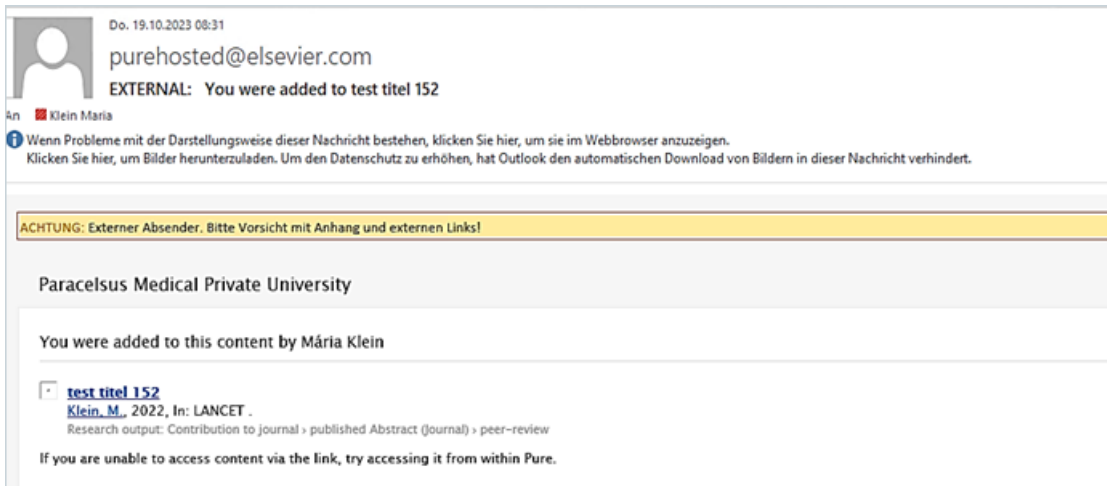 Do. 19.10.2023 08:31
purehosted@elsevier.com
EXTERNAL: You were added to test titel 152
An Klein Maria
Wenn Probleme mit der Darstellungsweise dieser Nachricht bestehen, klicken Sie hier, um sie im Webbrowser anzuzeigen.
Klicken Sie hier, um Bilder herunterzuladen. Um den Datenschutz zu erhöhen, hat Outlook den automatischen Download von Bildern in dieser Nachricht verhindert.
ACHTUNG: Externer Absender. Bitte Vorsicht mit Anhang und externen Links!
Paracelsus Medical Private University
You were added to this content by Mária Klein
test titel 152
Klein, M., 2022, In: LANCET .
Research output: Contribution to journal › published Abstract (Journal) › peer-review
If you are unable to access content via the link, try accessing it from within Pure.